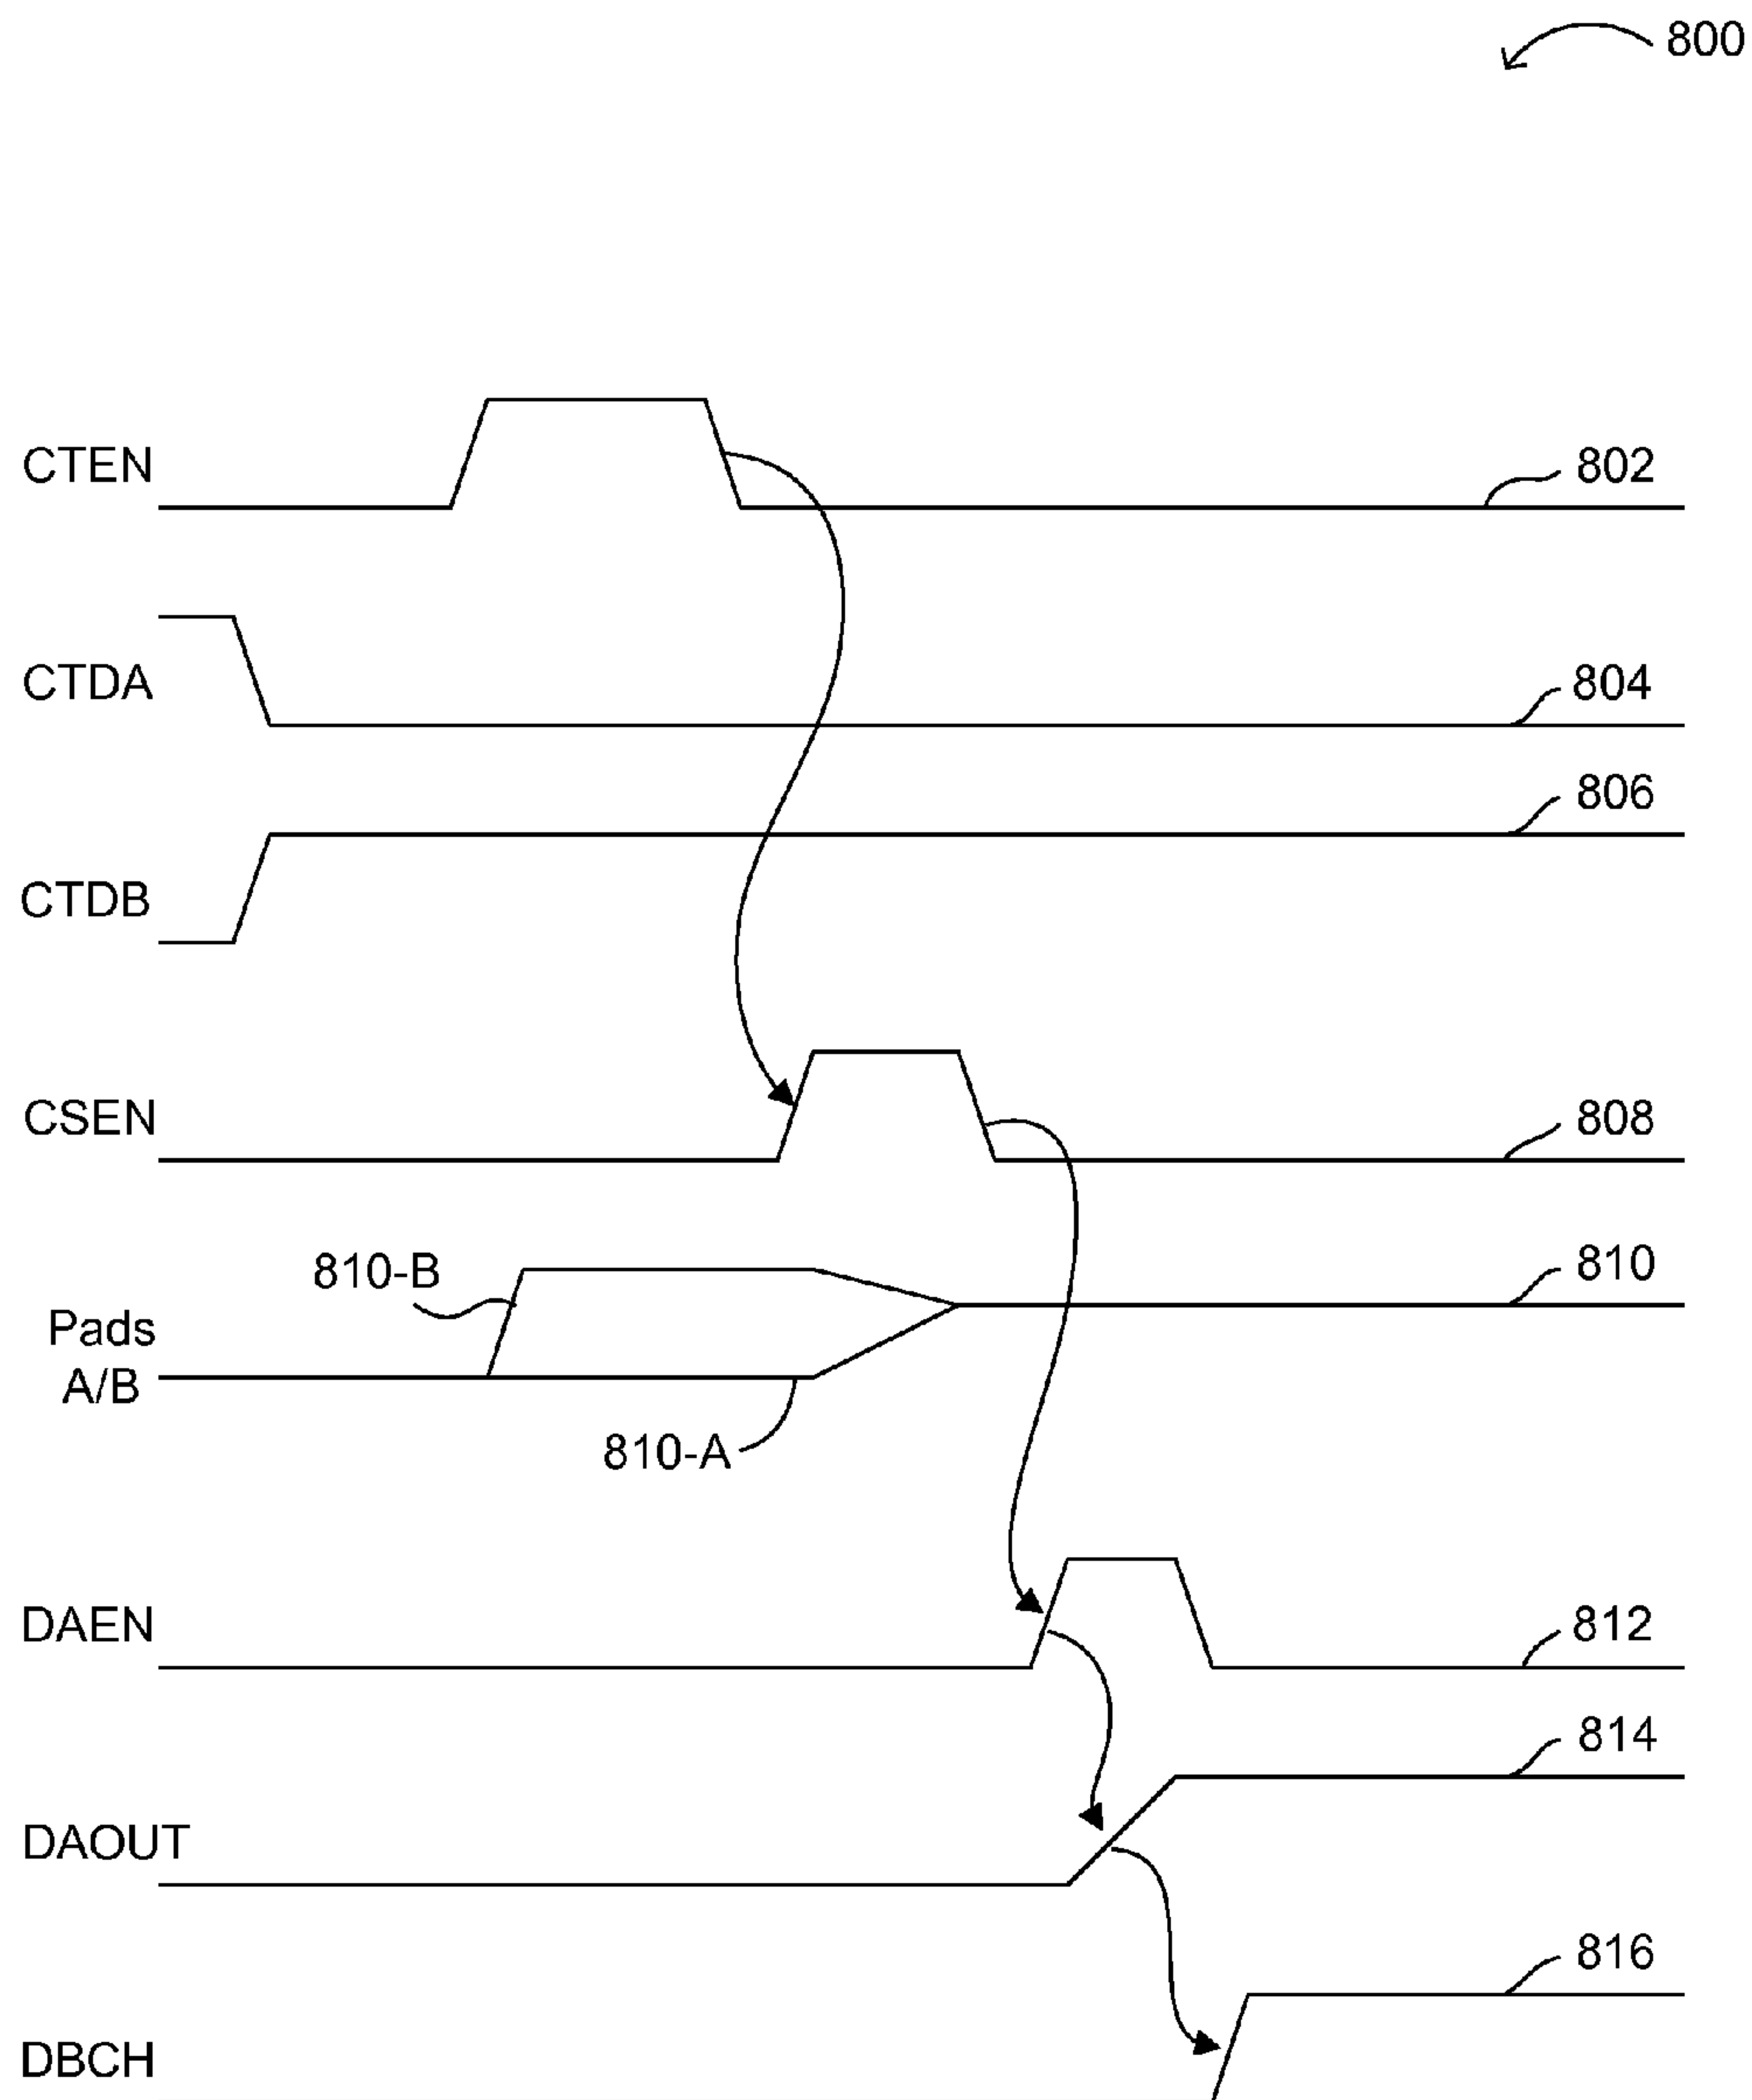 800
CTEN
802
CTDA
804
806
CTDB
CSEN
808
810-B
810
Pads
A/B
810-A
DAEN
812
814
DAOUT
816
DBCH